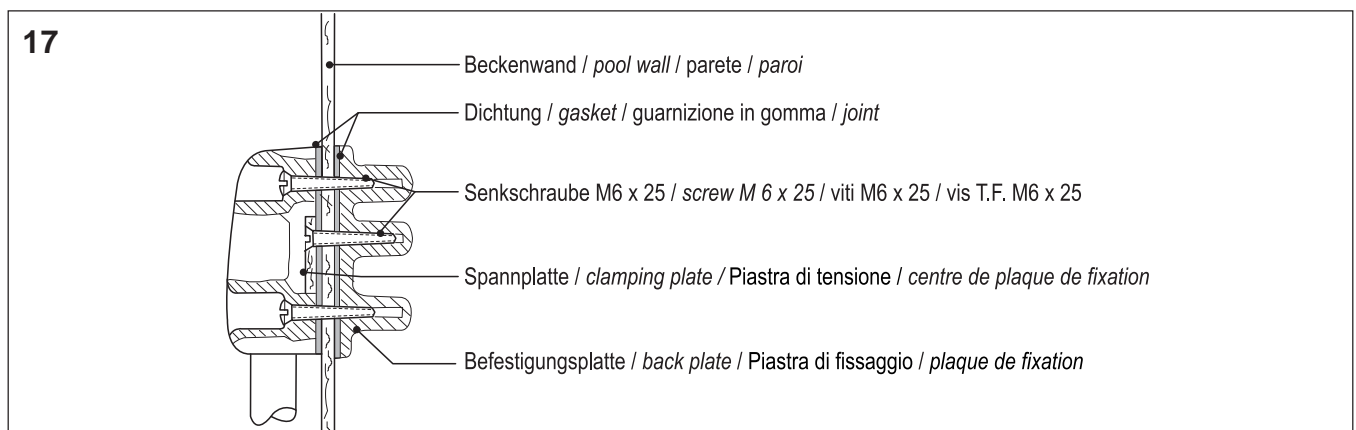 17
Beckenwand / pool wall / parete / paroi
Dichtung / gasket / guarnizione in gomma / joint
Senkschraube M6 x 25 / screw M 6 x 25 / viti M6 x 25 / vis T.F. M6 x 25
Spannplatte / clamping plate / Piastra di tensione / centre de plaque de fixation
Befestigungsplatte / back plate / Piastra di fissaggio / plaque de fixation